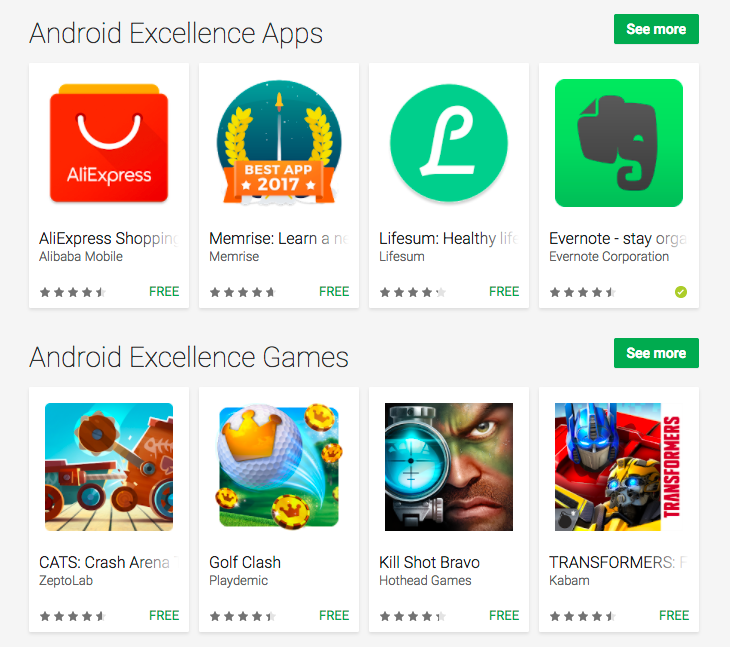 Android Excellence Apps
See more
AliExpress
BEST APP
2017
AliExpress Shopping
Memrise: Learn a ne
Lifesum: Healthy life
Evernote - stay orga
Alibaba Mobile
Memrise
Lifesum
Evernote Corporation
FREE
FREE
FREE
Android Excellence Games
See more
TRANSFORMERS
CATS: Crash Arena
Golf Clash
Kill Shot Bravo
TRANSFORMERS: F
ZeptoLab
Playdemic
Hothead Games
Kabam
FREE
FREE
FREE
FREE